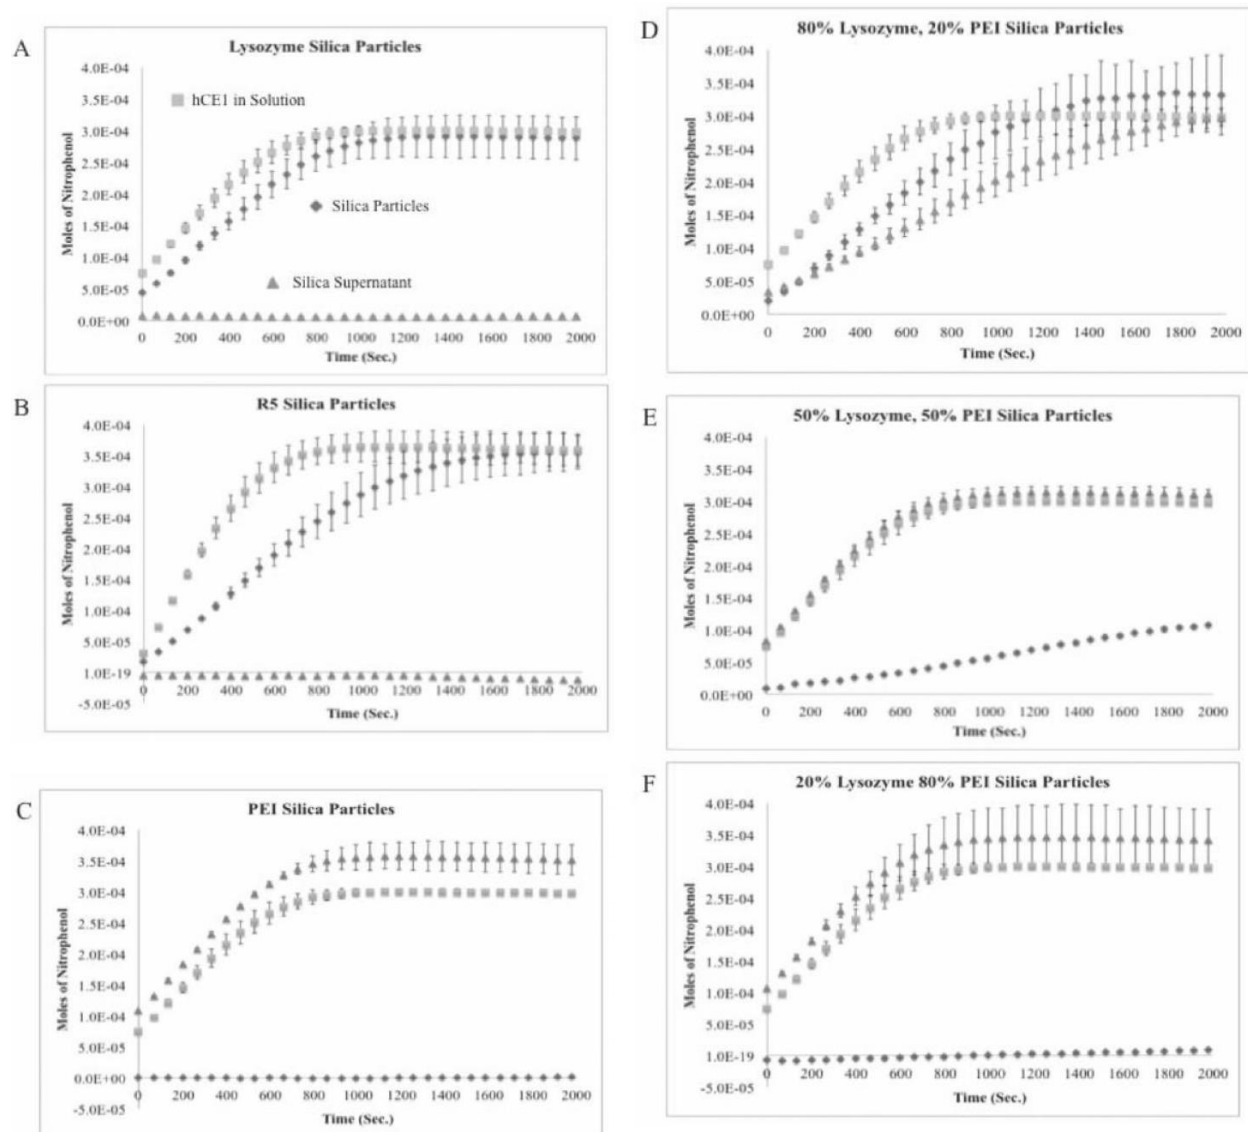 A
Lysozyme Silica Particles
4.0E-04
3.5E-04
3.0E-04
2.5E-04
2.0E-04
1.5E-04
1.0E-04
5.0E-05
0.0E+00
Moles of Nitrophenol
hCE1 in Solution
Silica Particles
Silica Supernatant
0 200 400 600 800 1000 1200 1400 1600 1800 2000
Time (Sec.)
B
R5 Silica Particles
4.0E-04
3.5E-04
3.0E-04
2.5E-04
2.0E-04
1.5E-04
1.0E-04
5.0E-05
1.0E-19
-5.0E-05
Moles of Nitrophenol
0 200 400 600 800 1000 1200 1400 1600 1800 2000
Time (Sec.)
C
PEI Silica Particles
4.0E-04
3.5E-04
3.0E-04
2.5E-04
2.0E-04
1.5E-04
1.0E-04
5.0E-05
0.0E+00
-5.0E-05
Moles of Nitrophenol
0 200 400 600 800 1000 1200 1400 1600 1800 2000
Time (Sec.)
D
80% Lysozyme, 20% PEI Silica Particles
4.0E-04
3.5E-04
3.0E-04
2.5E-04
2.0E-04
1.5E-04
1.0E-04
5.0E-05
0.0E+00
Moles of Nitrophenol
0 200 400 600 800 1000 1200 1400 1600 1800 2000
Time (Sec.)
E
50% Lysozyme, 50% PEI Silica Particles
4.0E-04
3.5E-04
3.0E-04
2.5E-04
2.0E-04
1.5E-04
1.0E-04
5.0E-05
0.0E+00
Moles of Nitrophenol
0 200 400 600 800 1000 1200 1400 1600 1800 2000
Time (Sec.)
F
20% Lysozyme 80% PEI Silica Particles
4.0E-04
3.5E-04
3.0E-04
2.5E-04
2.0E-04
1.5E-04
1.0E-04
5.0E-05
1.0E-19
-5.0E-05
Moles of Nitrophenol
0 200 400 600 800 1000 1200 1400 1600 1800 2000
Time (Sec.)